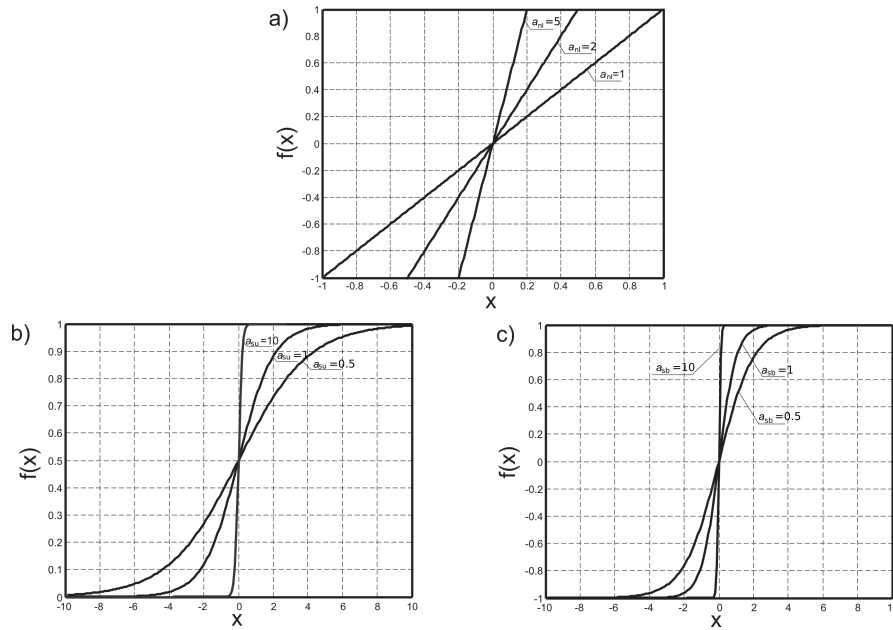 a)
1
0.8
0.6
0.4
0.2
0
-0.2
-0.4
-0.6
-0.8
-1
f(x)
a_nl=5
a_nl=2
a_nl=1
-1 -0.8 -0.6 -0.4 -0.2 0 0.2 0.4 0.6 0.8 1
x
b)
1
0.9
0.8
0.7
0.6
0.5
0.4
0.3
0.2
0.1
0
f(x)
a_su=10
a_su=1
a_su=0.5
-10 -8 -6 -4 -2 0 2 4 6 8 10
x
c)
1
0.8
0.6
0.4
0.2
0
-0.2
-0.4
-0.6
-0.8
-1
f(x)
a_sb=10
a_sb=1
a_sb=0.5
-10 -8 -6 -4 -2 0 2 4 6 8 1
x